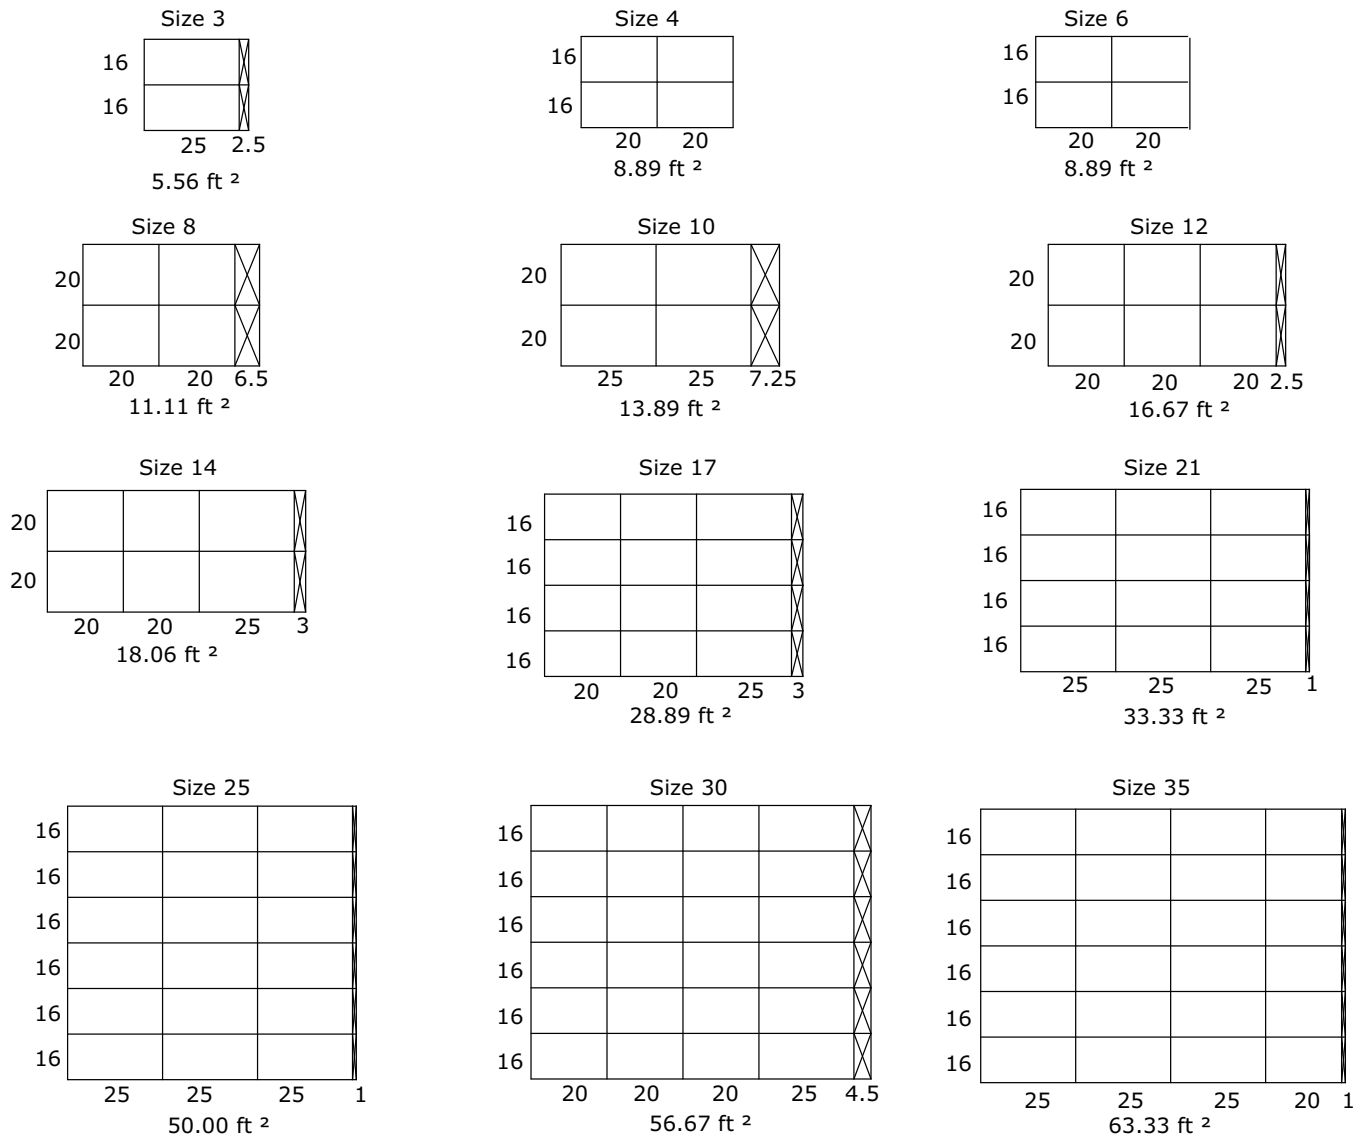 Size 3
16
16
25 2.5
5.56 ft ²
Size 4
16
16
20 20
8.89 ft ²
Size 6
16
16
20 20
8.89 ft ²
Size 8
20
20
20 20 6.5
11.11 ft ²
Size 10
20
20
25 25 7.25
13.89 ft ²
Size 12
20
20
20 20 20 2.5
16.67 ft ²
Size 14
20
20
20 20 25 3
18.06 ft ²
Size 17
16
16
16
16
20 20 25 3
28.89 ft ²
Size 21
16
16
16
16
25 25 25 1
33.33 ft ²
Size 25
16
16
16
16
16
16
25 25 25 1
50.00 ft ²
Size 30
16
16
16
16
16
16
20 20 20 25 4.5
56.67 ft ²
Size 35
16
16
16
16
16
16
25 25 25 20 1
63.33 ft ²